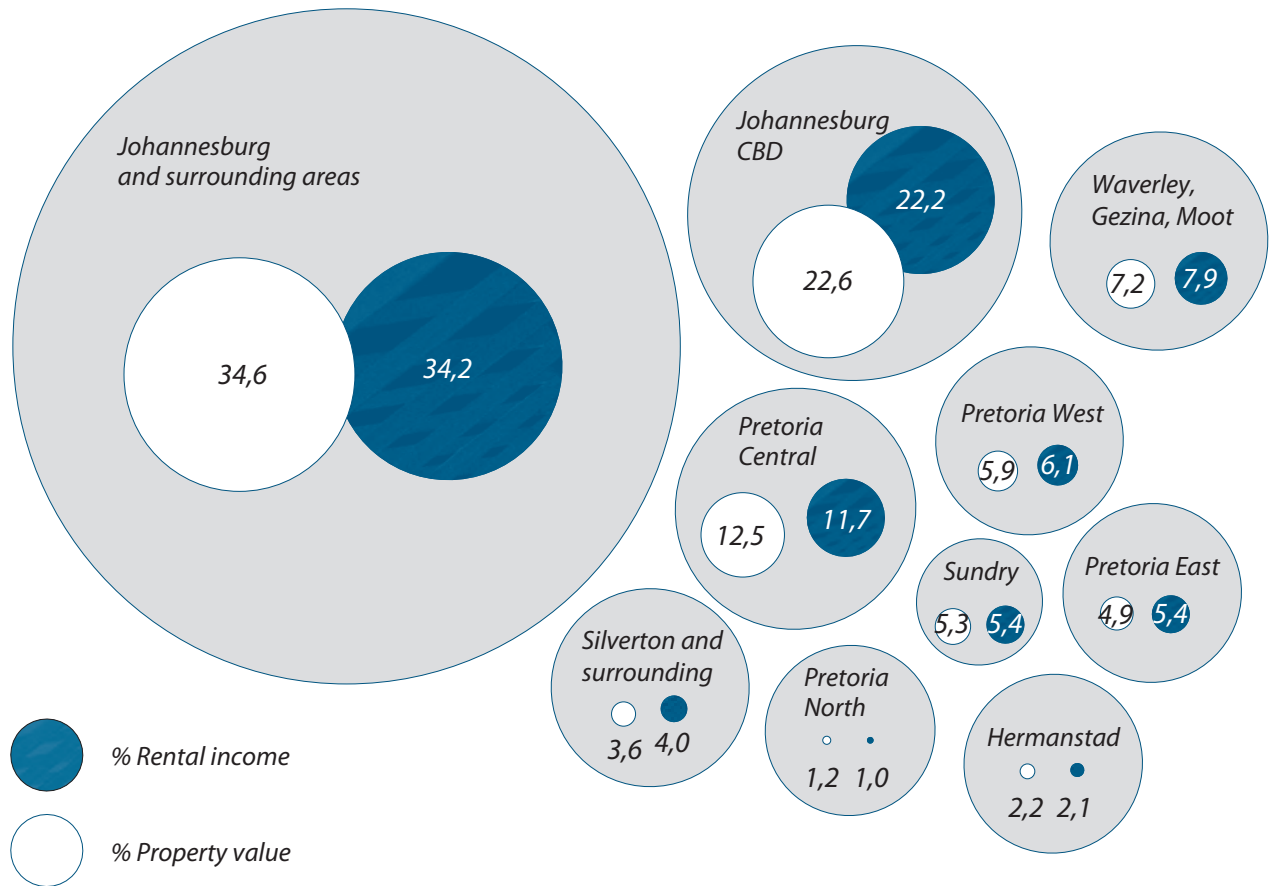 Johannesburg
and surrounding areas
34,6
34,2
Johannesburg
CBD
22,2
22,6
Waverley,
Gezina, Moot
7,2
7,9
Pretoria
Central
12,5
11,7
Pretoria West
5,9
6,1
Sundry
5,3
5,4
Pretoria East
4,9
5,4
Silverton and
surrounding
3,6 4,0
Pretoria
North
1,2 1,0
Hermanstad
2,2 2,1
% Rental income
% Property value